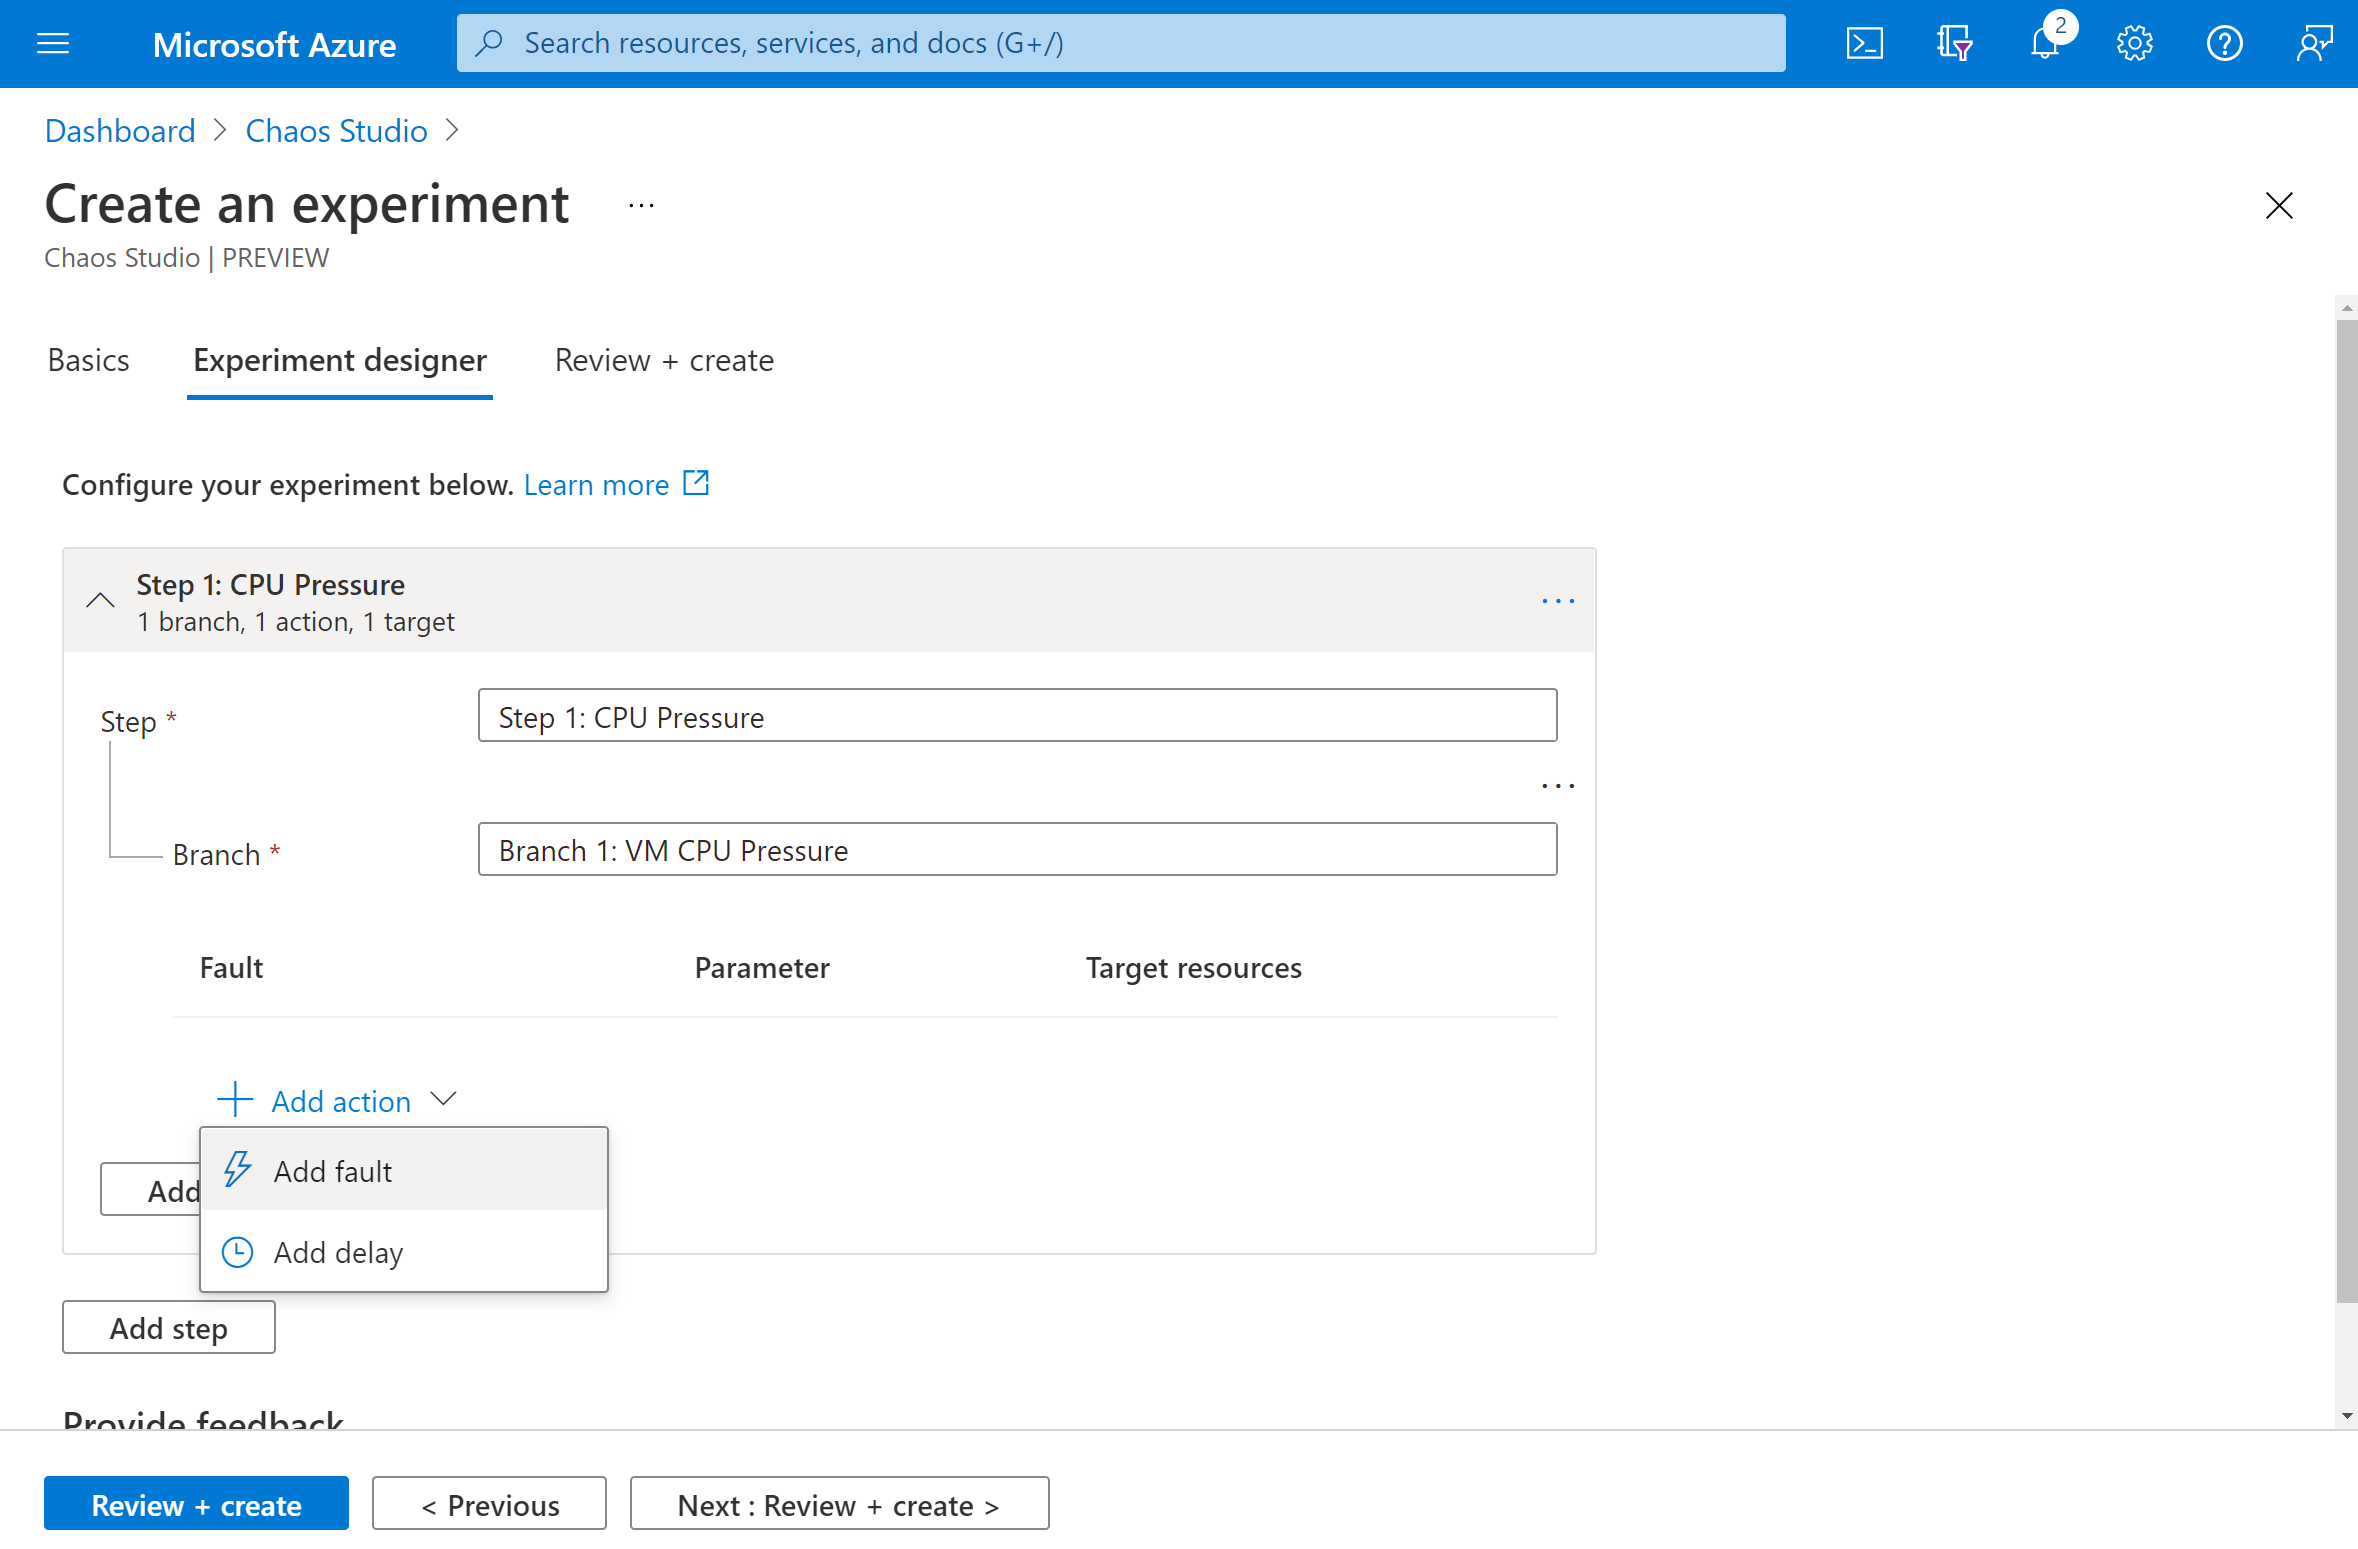 Microsoft Azure
Search resources, services, and docs (G+/)
2
Dashboard > Chaos Studio >
Create an experiment ...
Chaos Studio | PREVIEW
Basics
Experiment designer
Review + create
Configure your experiment below. Learn more
Step 1: CPU Pressure
1 branch, 1 action, 1 target
Step *
Step 1: CPU Pressure
Branch *
Branch 1: VM CPU Pressure
Fault
Parameter
Target resources
Add action
Add fault
Add
Add delay
Add step
Provide feedback
Review + create
< Previous
Next : Review + create >